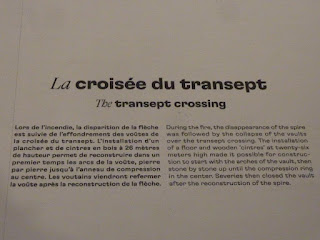 La croisée du transept
The transept crossing
Lors de l'incendie, la disparition de la flèche
est suivie de l'effondrement des voûtes de
la croisée du transept. L'installation d'un
plancher et de cintres en bois à 26 mètres
de hauteur permet de reconstruire dans un
premier temps les arcs de la voûte, pierre
par pierre jusqu'à l'anneau de compression
au centre. Les voutains viendront refermer
la voûte après la reconstruction de la flèche.
During the fire, the disappearance of the spire
was followed by the collapse of the vaults
over the transept crossing. The installation
of a floor and wooden 'cintres' at twenty-six
meters high made it possible for construc-
tion to start with the arches of the vault, then
stone by stone up until the compression ring
in the center. Severies then closed the vault
after the reconstruction of the spire.